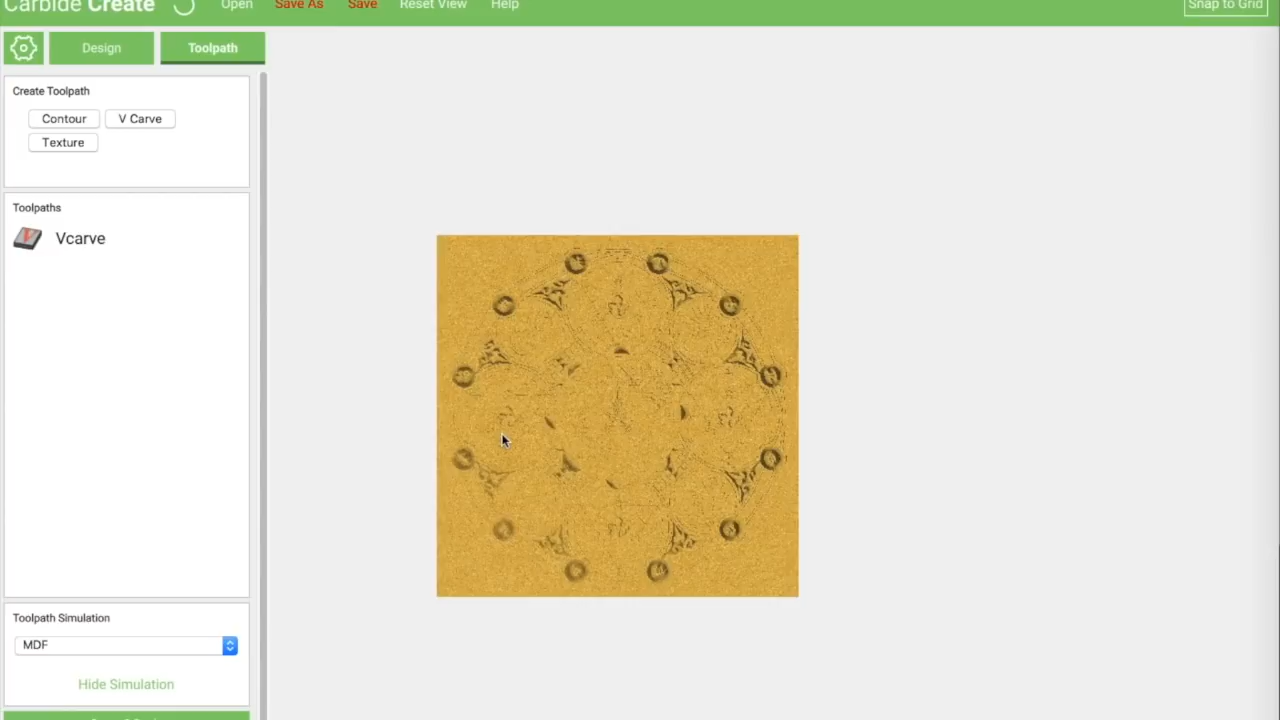 Carbide Create Open Save As Save Reset View Help Snap to Grid
Design Toolpath
Create Toolpath
Contour V Carve
Texture
Toolpaths
Vcarve
Toolpath Simulation
MDF
Hide Simulation